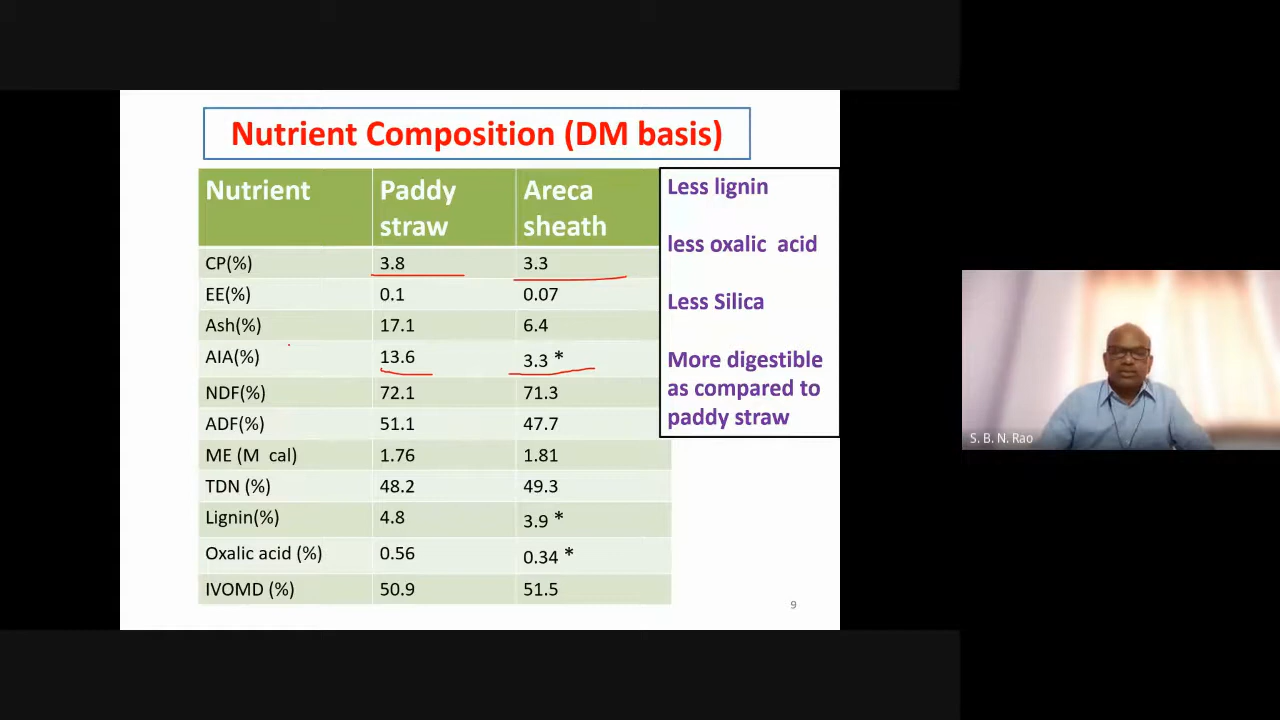 Nutrient Composition (DM basis)
Nutrient Paddy straw Areca sheath
CP(%) 3.8 3.3
EE(%) 0.1 0.07
Ash(%) 17.1 6.4
AIA(%) 13.6 3.3 *
NDF(%) 72.1 71.3
ADF(%) 51.1 47.7
ME (M cal) 1.76 1.81
TDN (%) 48.2 49.3
Lignin(%) 4.8 3.9 *
Oxalic acid (%) 0.56 0.34 *
IVOMD (%) 50.9 51.5
Less lignin
less oxalic acid
Less Silica
More digestible
as compared to
paddy straw
9
S. B. N. Rao